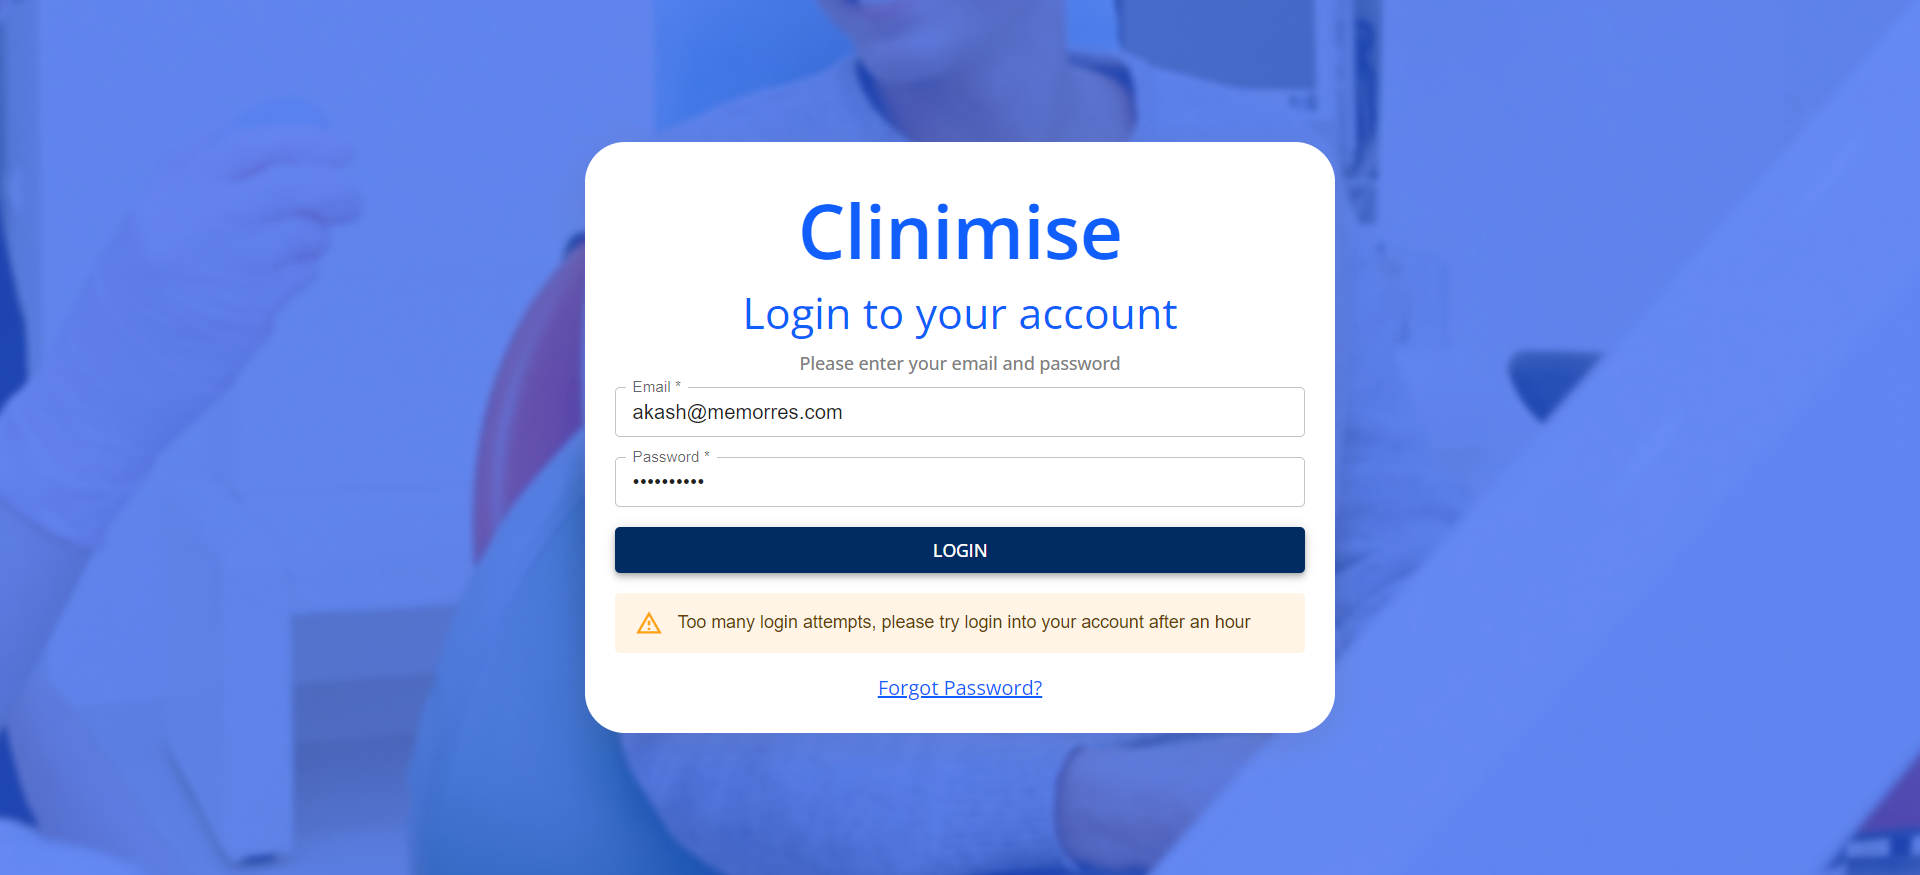 Clinimise
Login to your account
Please enter your email and password
Email *
akash@memorres.com
Password *
••••••••••
LOGIN
Too many login attempts, please try login into your account after an hour
Forgot Password?